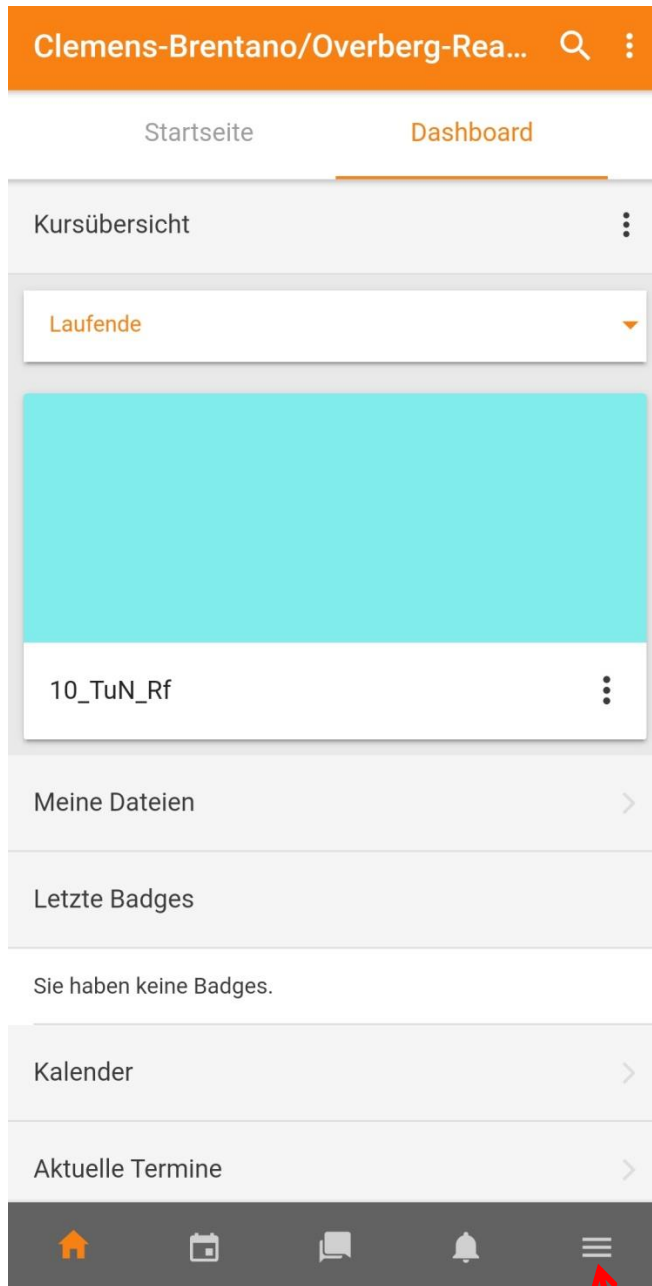 Clemens-Brentano/Overberg-Rea...
Startseite Dashboard
Kursübersicht
Laufende
10_TuN_Rf
Meine Dateien
Letzte Badges
Sie haben keine Badges.
Kalender
Aktuelle Termine